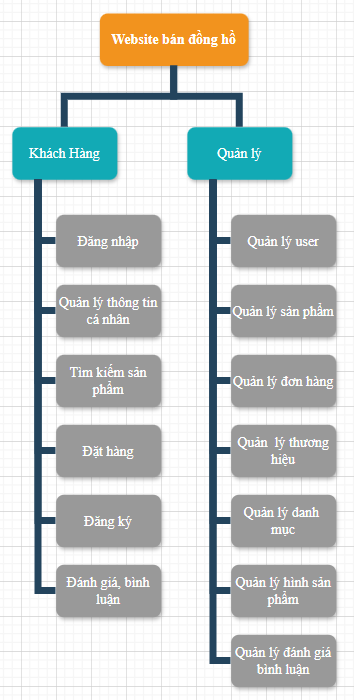 Website bán đồng hồ
Khách Hàng
Đăng nhập
Quản lý thông tin
cá nhân
Tìm kiếm sản
phẩm
Đặt hàng
Đăng ký
Đánh giá, bình
luận
Quản lý
Quản lý user
Quản lý sản phẩm
Quản lý đơn hàng
Quản lý thương
hiệu
Quản lý danh
mục
Quản lý hình sản
phẩm
Quản lý đánh giá
bình luận